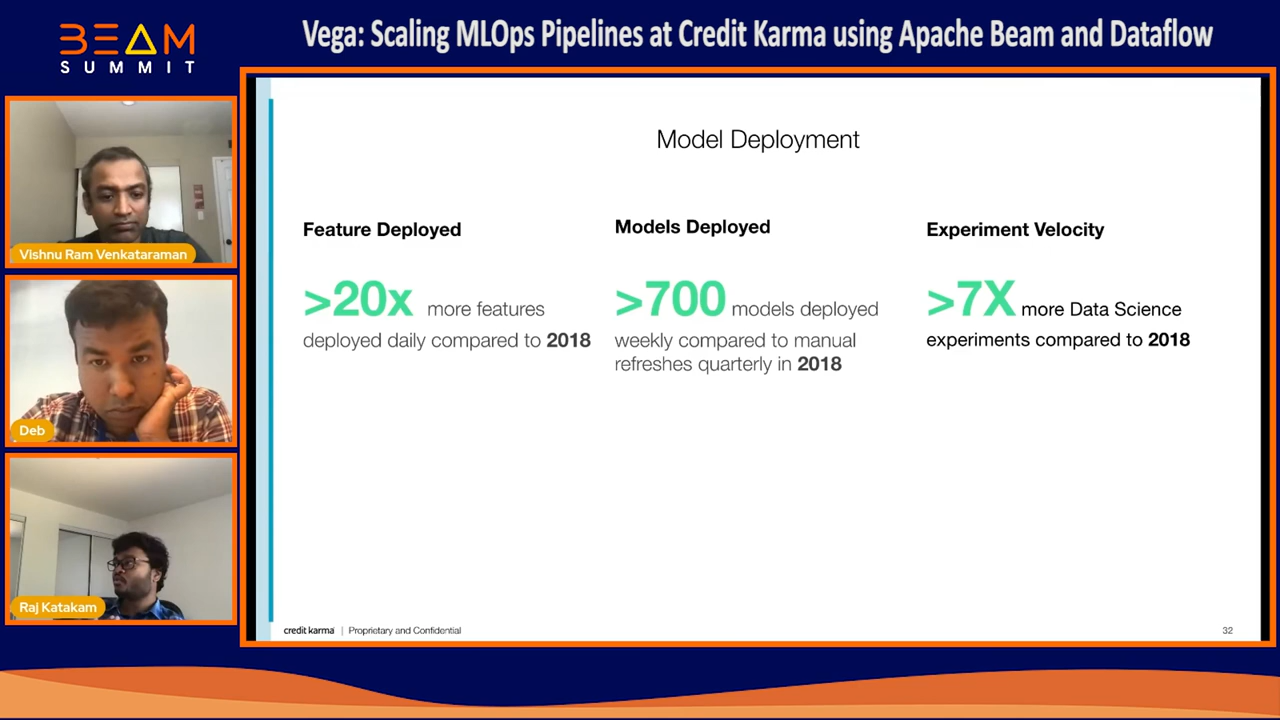 BEAM
SUMMIT
Vega: Scaling MLOps Pipelines at Credit Karma using Apache Beam and Dataflow
Vishnu Ram Venkataraman
Deb
Raj Katakam
Model Deployment
Feature Deployed
>20x more features
deployed daily compared to 2018
Models Deployed
>700 models deployed
weekly compared to manual
refreshes quarterly in 2018
Experiment Velocity
>7X more Data Science
experiments compared to 2018
credit karma | Proprietary and Confidential
32